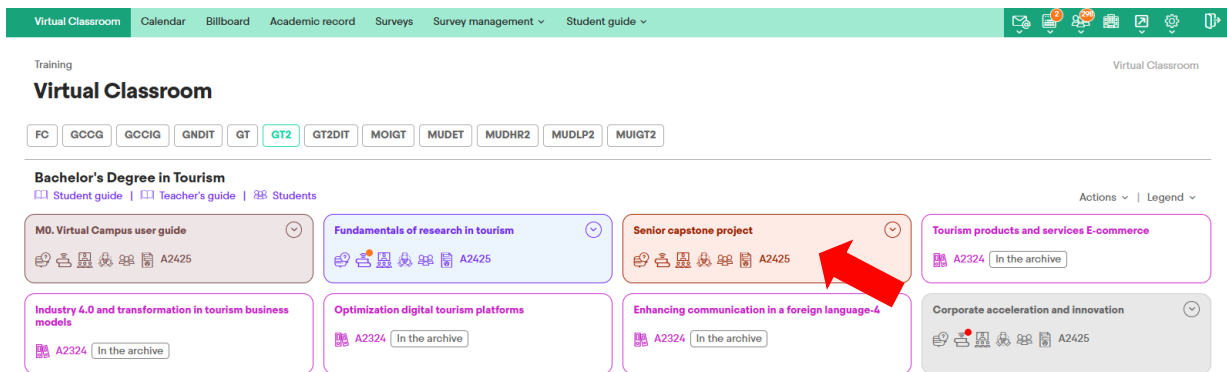 Virtual Classroom Calendar Billboard Academic record Surveys Survey management Student guide
2 298
Training
Virtual Classroom
Virtual Classroom
FC GCCG GCCIG GNDIT GT GT2 GT2DIT MOIGT MUDET MUDHR2 MUDLP2 MUIGT2
Bachelor's Degree in Tourism
Student guide | Teacher's guide | Students
Actions | Legend
M0. Virtual Campus user guide
A2425
Fundamentals of research in tourism
A2425
Senior capstone project
A2425
Tourism products and services E-commerce
A2324 In the archive
Industry 4.0 and transformation in tourism business
models
A2324 In the archive
Optimization digital tourism platforms
A2324 In the archive
Enhancing communication in a foreign language-4
A2324 In the archive
Corporate acceleration and innovation
A2425